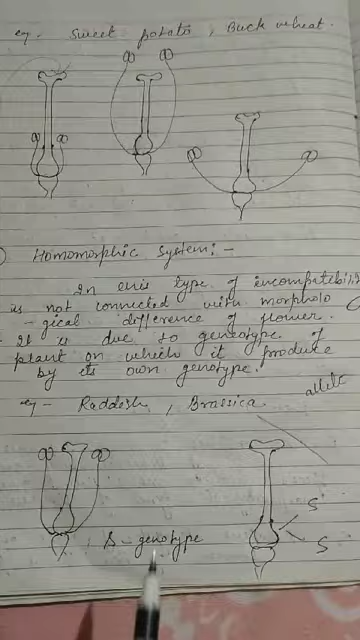 eg. Sweet potato, Buck wheat.
Homomorphic System:-
In this type of incompatibili
is not connected with morpholo
-gical difference of flower.
It is due to genotype of
plant on which it produce
by its own genotype.
eg- Raddesh, Brassica.
allele
S
S
S-genotype